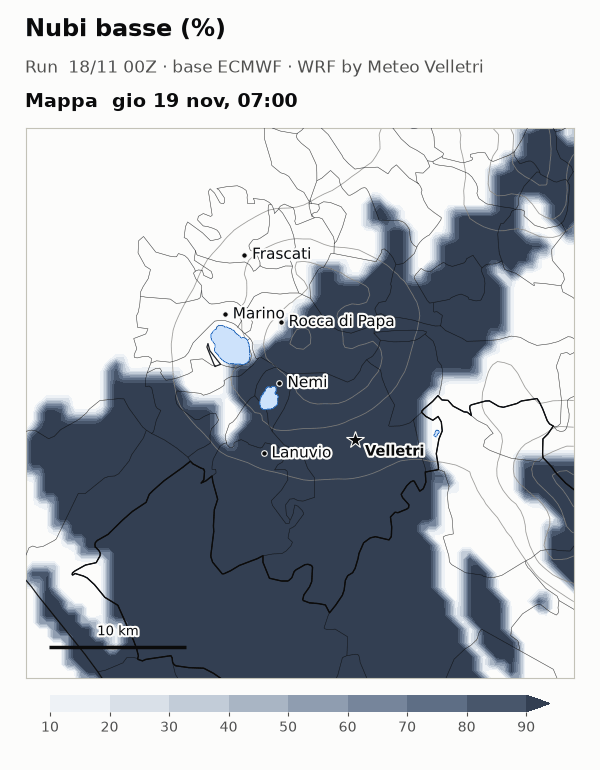 Nubi basse (%)
Run 18/11 00Z · base ECMWF · WRF by Meteo Velletri
Mappa gio 19 nov, 07:00
Frascati
Marino
Rocca di Papa
Nemi
Velletri
Lanuvio
10 km
10 20 30 40 50 60 70 80 90